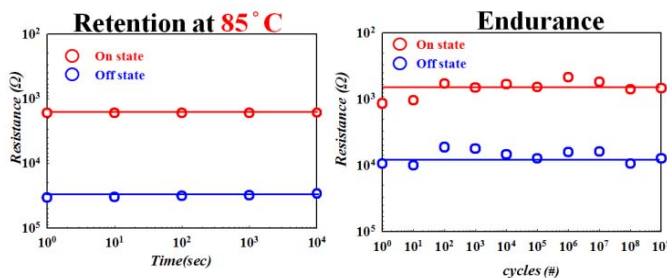 Retention at 85°C
10²
10³
10⁴
10⁵
Resistance (Ω)
On state
Off state
10⁰ 10¹ 10² 10³ 10⁴
Time(sec)
Endurance
10²
10³
10⁴
10⁵
Resistance (Ω)
On state
Off state
10⁰ 10¹ 10² 10³ 10⁴ 10⁵ 10⁶ 10⁷ 10⁸ 10⁹
cycles (#)